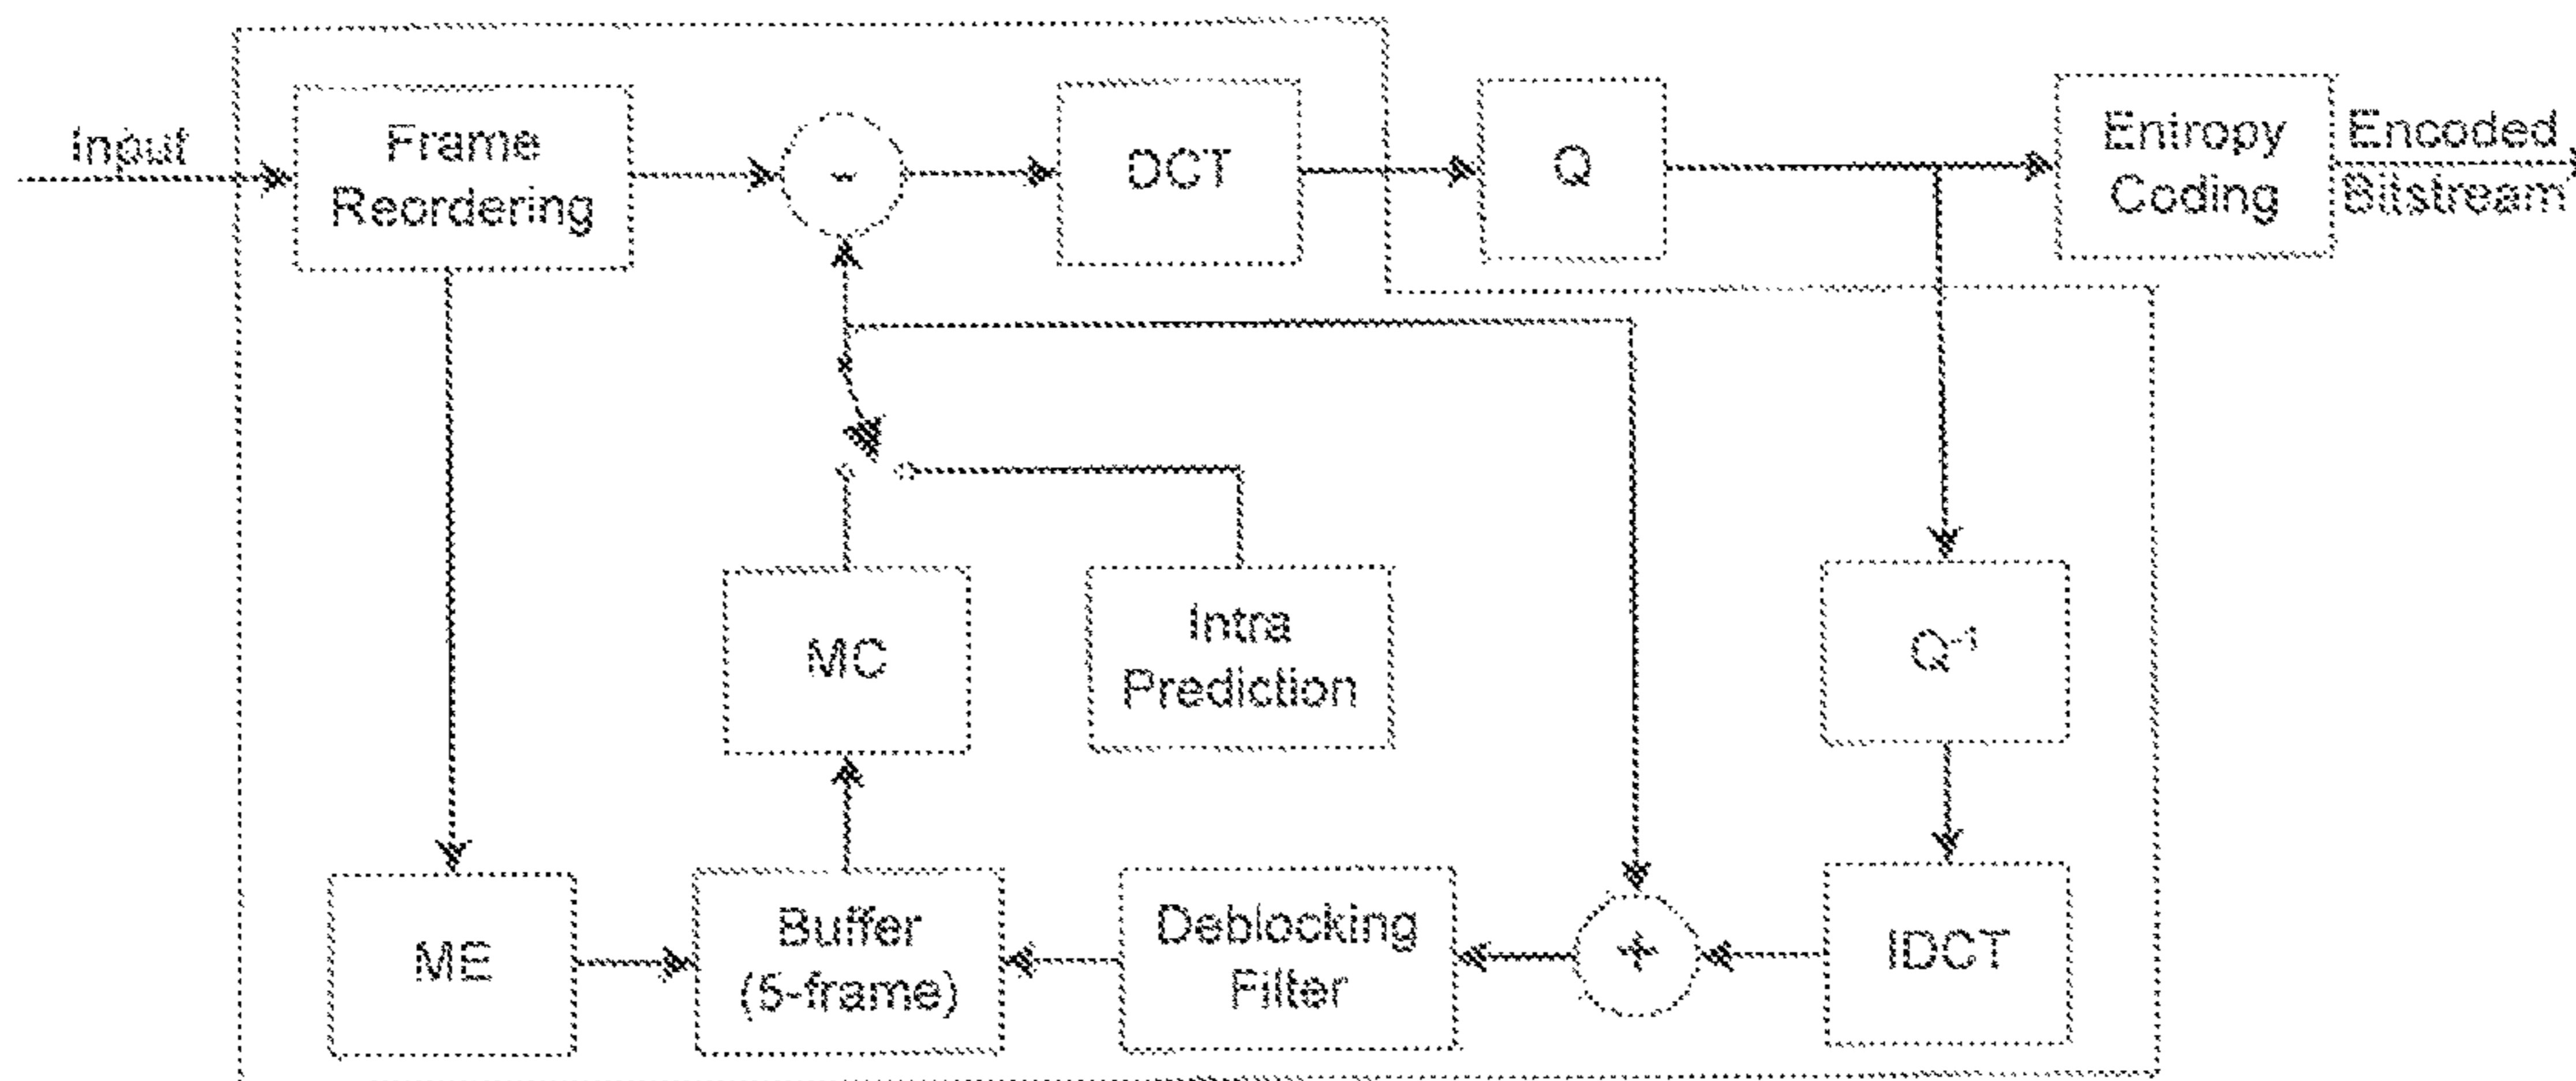 Input
Frame
Reordering
-
DCT
Q
Entropy
Coding
Encoded
Bitstream
MC
Intra
Prediction
Q-1
ME
Buffer
(5-frame)
Deblocking
Filter
+
IDCT